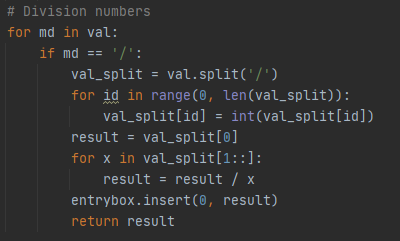 # Division numbers
for md in val:
    if md == '/':
        val_split = val.split('/')
        for id in range(0, len(val_split)):
            val_split[id] = int(val_split[id])
        result = val_split[0]
        for x in val_split[1::]:
            result = result / x
        entrybox.insert(0, result)
        return result